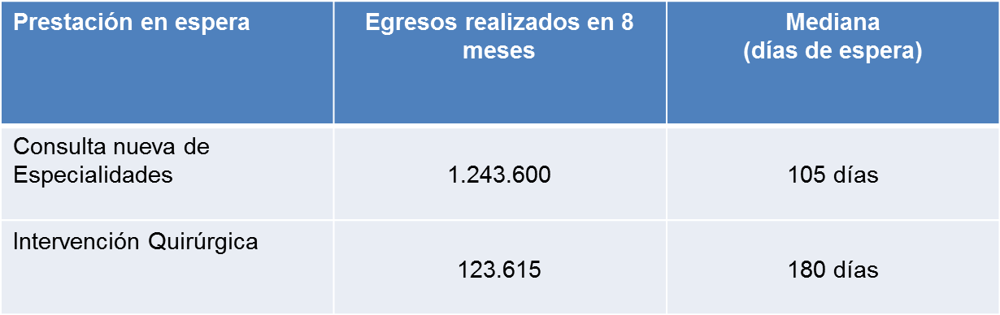 Prestación en espera
Egresos realizados en 8
meses
Mediana
(días de espera)
Consulta nueva de
Especialidades
1.243.600
105 días
Intervención Quirúrgica
123.615
180 días